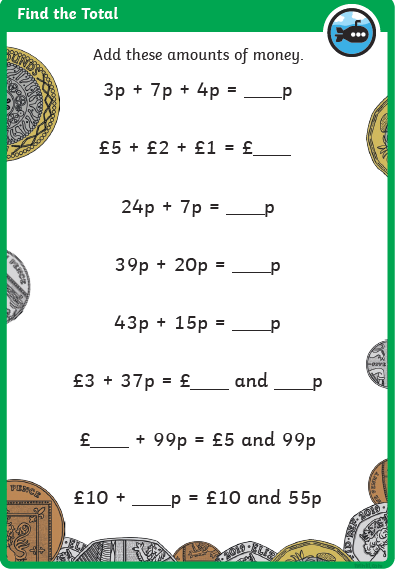 Find the Total
Add these amounts of money.
3p + 7p + 4p = ____p
£5 + £2 + £1 = £____
24p + 7p = ____p
39p + 20p = ____p
43p + 15p = ____p
£3 + 37p = £____ and ____p
£____ + 99p = £5 and 99p
£10 + ____p = £10 and 55p